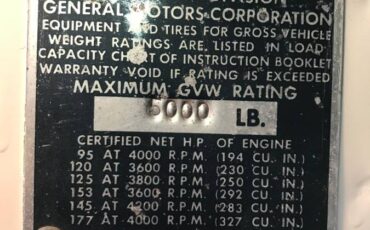 DIVISION
GENERAL MOTORS CORPORATION
EQUIPMENT AND TIRES FOR GROSS VEHICLE
WEIGHT RATINGS ARE LISTED IN LOAD
CAPACITY CHART OF INSTRUCTION BOOKLET
WARRANTY VOID IF RATING IS EXCEEDED
MAXIMUM GVW RATING
5000 LB.
CERTIFIED NET H.P. OF ENGINE
95 AT 4000 R.P.M. (194 CU. IN.)
120 AT 3600 R.P.M. (230 CU. IN.)
125 AT 3800 R.P.M. (250 CU. IN.)
153 AT 3600 R.P.M. (292 CU. IN.)
145 AT 4200 R.P.M. (283 CU. IN.)
177 AT 4000 R.P.M. (327 CU. IN.)